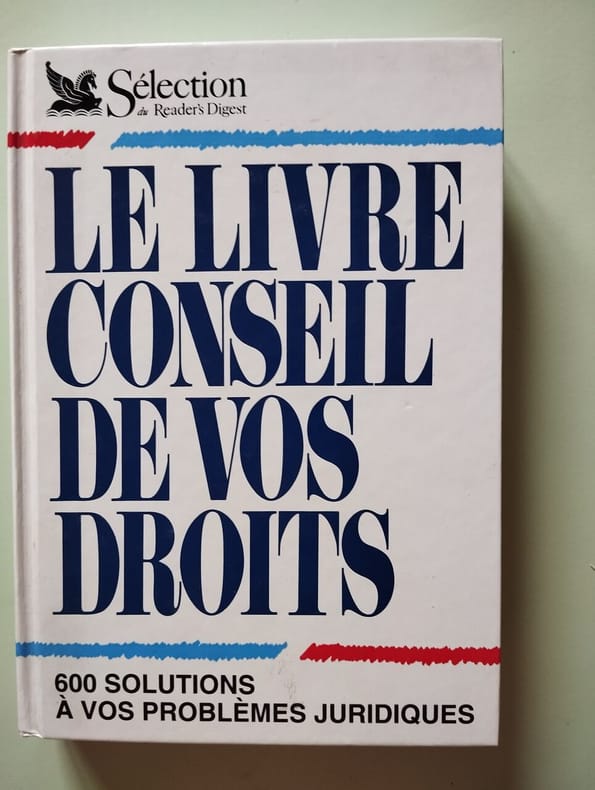 Sélection
du Reader's Digest
LE LIVRE
CONSEIL
DE VOS
DROITS
600 SOLUTIONS
À VOS PROBLÈMES JURIDIQUES